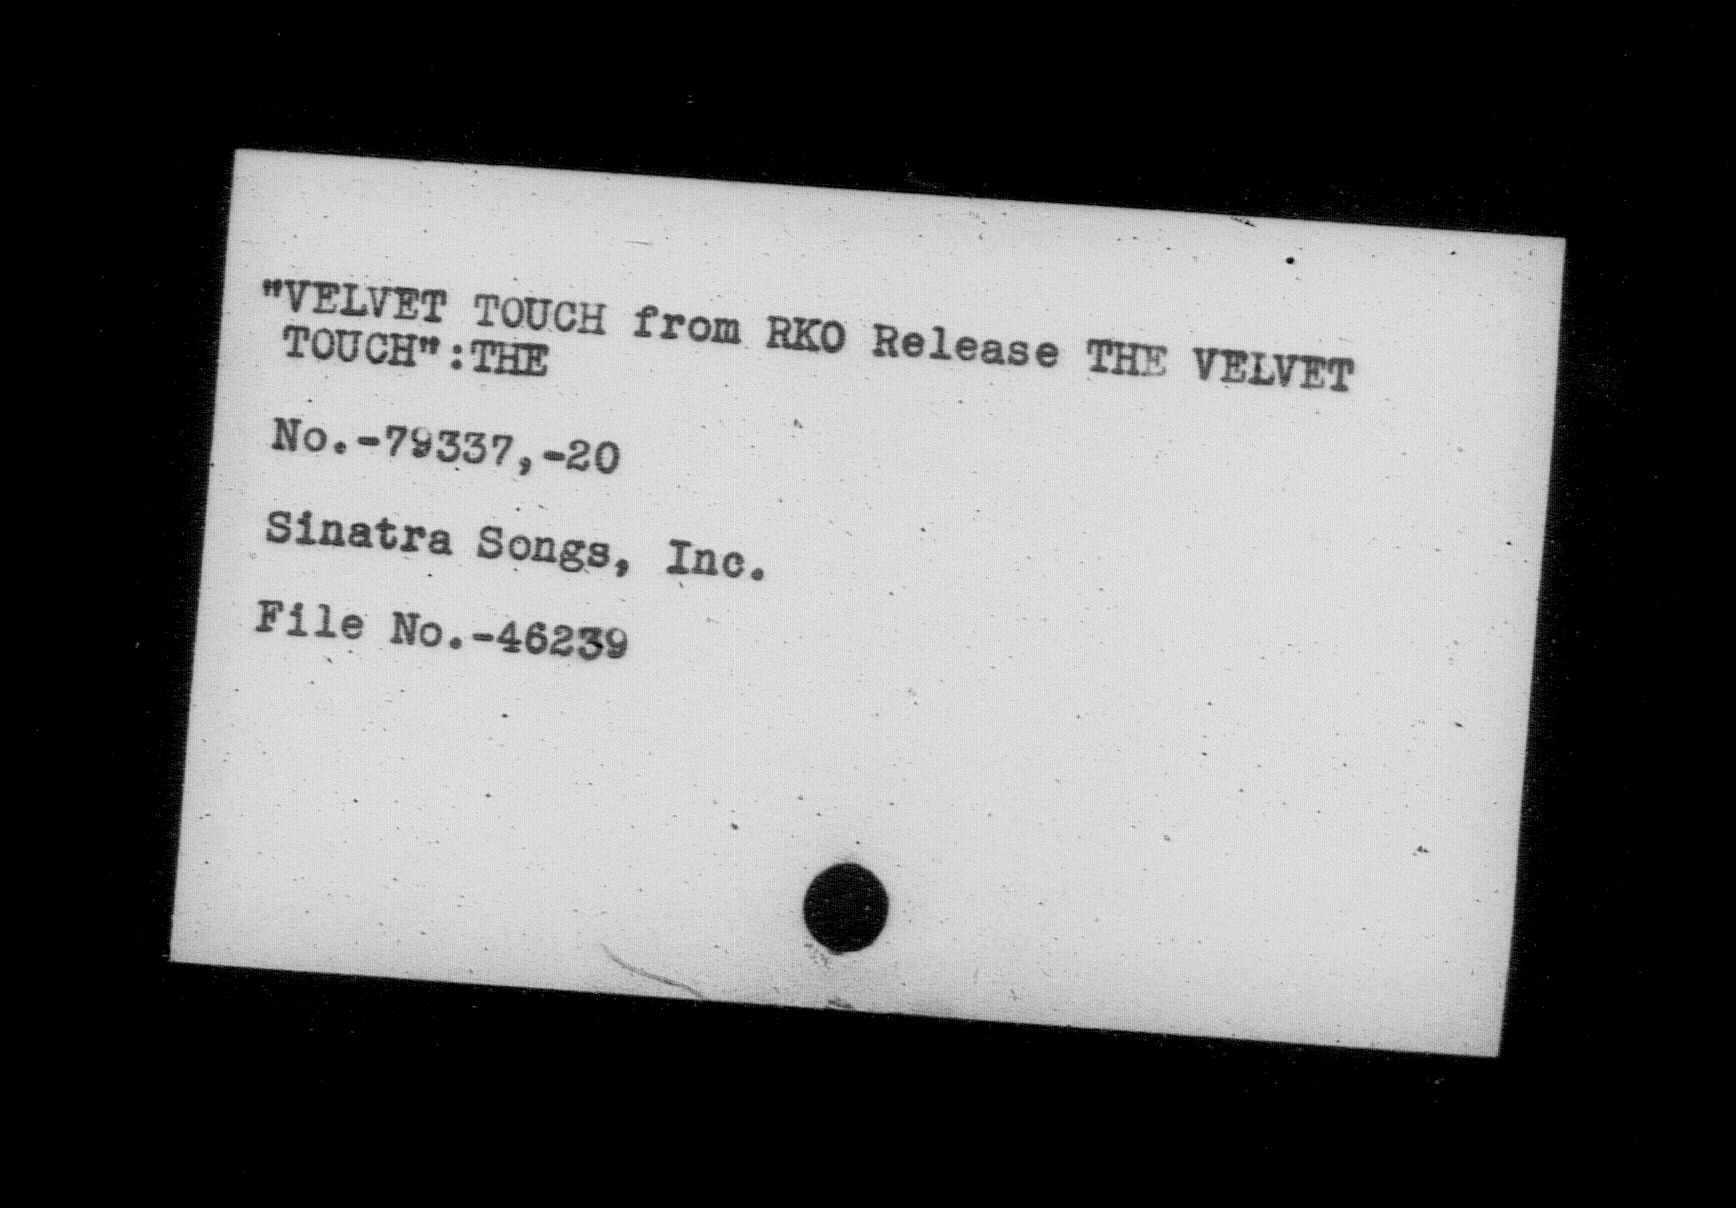 "VELVET TOUCH from RKO Release THE VELVET
TOUCH":THE
No.-79337,-20
Sinatra Songs, Inc.
File No.-46239